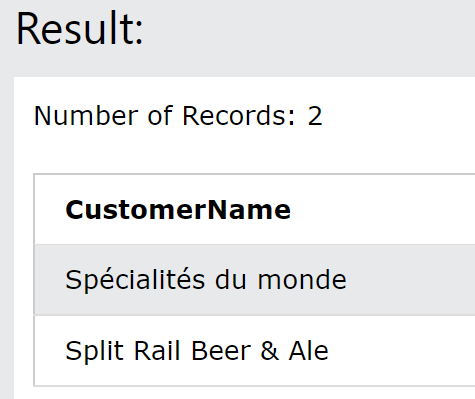 Result:
Number of Records: 2
CustomerName
Spécialités du monde
Split Rail Beer & Ale